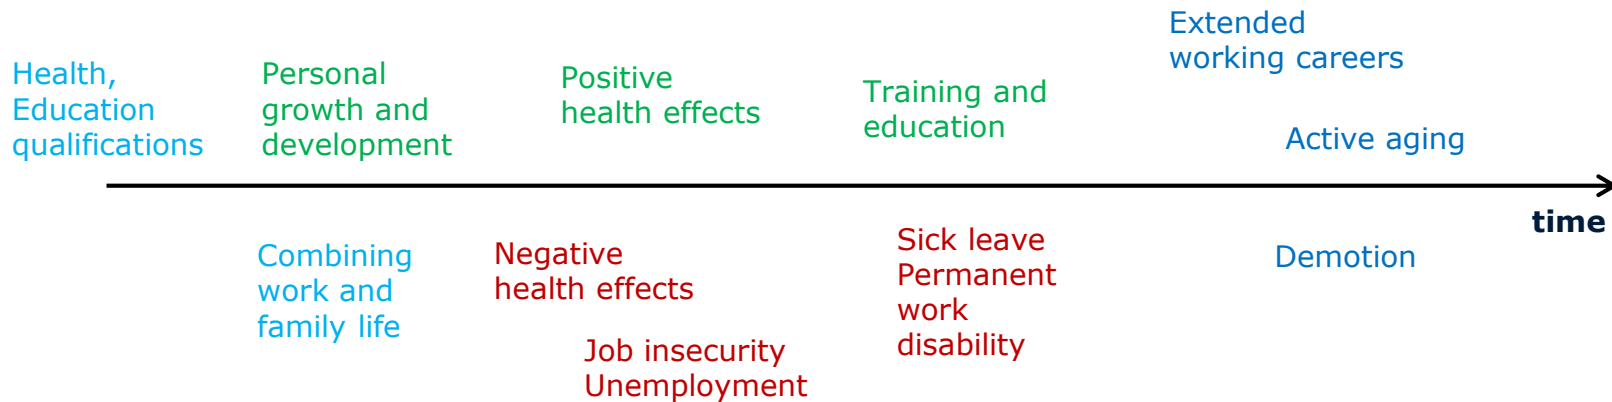 Health,
Education
qualifications
Personal
growth and
development
Positive
health effects
Training and
education
Extended
working careers
Active aging
time
Combining
work and
family life
Negative
health effects
Job insecurity
Unemployment
Sick leave
Permanent
work
disability
Demotion